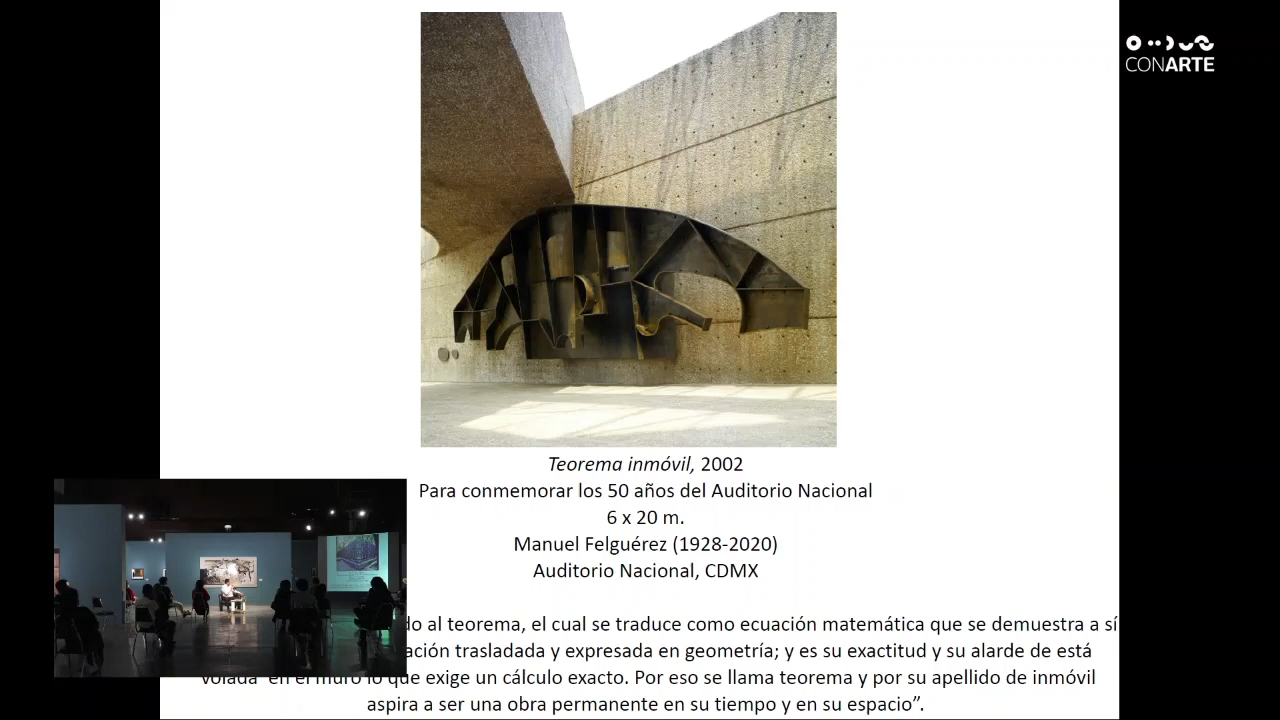 CONARTE
Teorema inmóvil, 2002
Para conmemorar los 50 años del Auditorio Nacional
6 x 20 m.
Manuel Felguérez (1928-2020)
Auditorio Nacional, CDMX
al teorema, el cual se traduce como ecuación matemática que se demuestra a sí
trasladada y expresada en geometría; y es su exactitud y su alarde de está
en el muro lo que exige un cálculo exacto. Por eso se llama teorema y por su apellido de inmóvil
aspira a ser una obra permanente en su tiempo y en su espacio”.